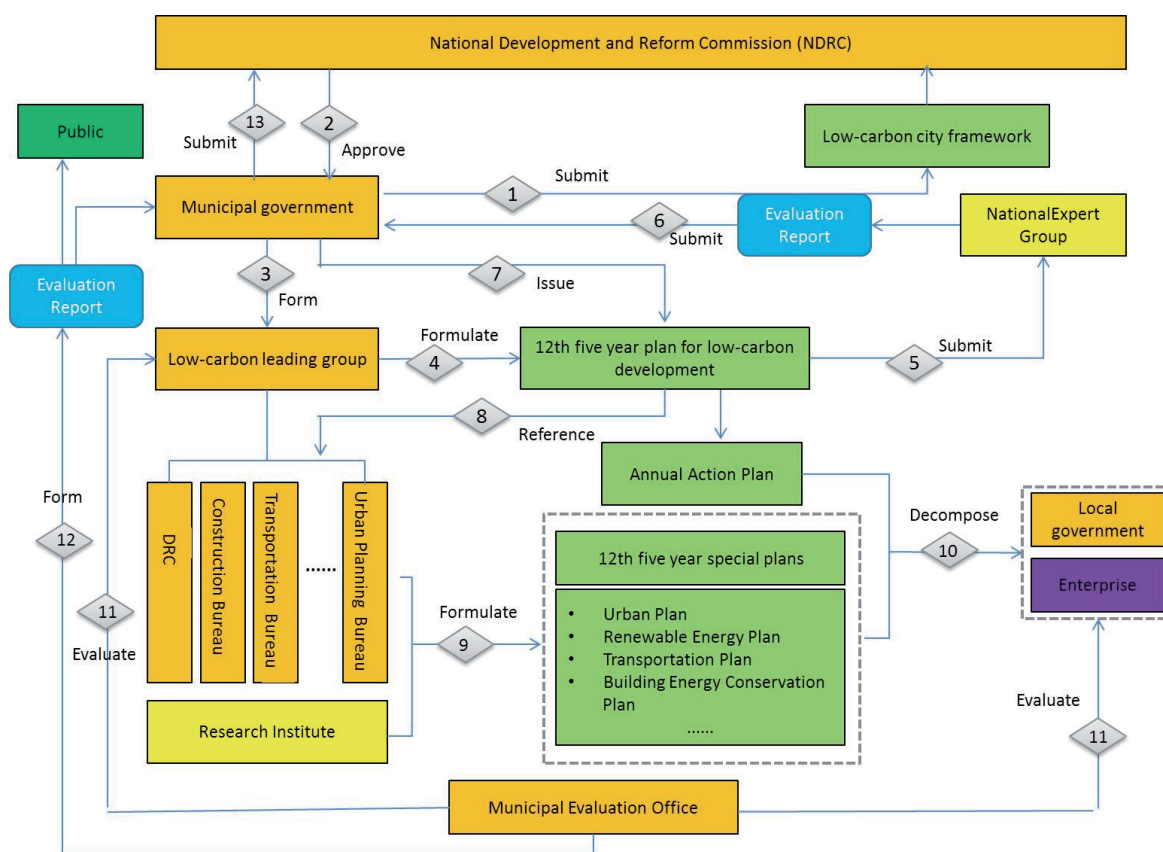 National Development and Reform Commission (NDRC)
13
Submit
2
Approve
Public
Low-carbon city framework
Municipal government
1
Submit
6
Submit
Evaluation
Report
NationalExpert
Group
Evaluation
Report
3
Form
7
Issue
Low-carbon leading group
Formulate
4
12th five year plan for low-carbon
development
5
Submit
8
Reference
Annual Action Plan
DRC
Construction Bureau
Transportation Bureau
......
Urban Planning Bureau
Form
12
11
Evaluate
Formulate
9
12th five year special plans
• Urban Plan
• Renewable Energy Plan
• Transportation Plan
• Building Energy Conservation
Plan
......
Decompose
10
Local
government
Enterprise
Research Institute
Evaluate
11
Municipal Evaluation Office